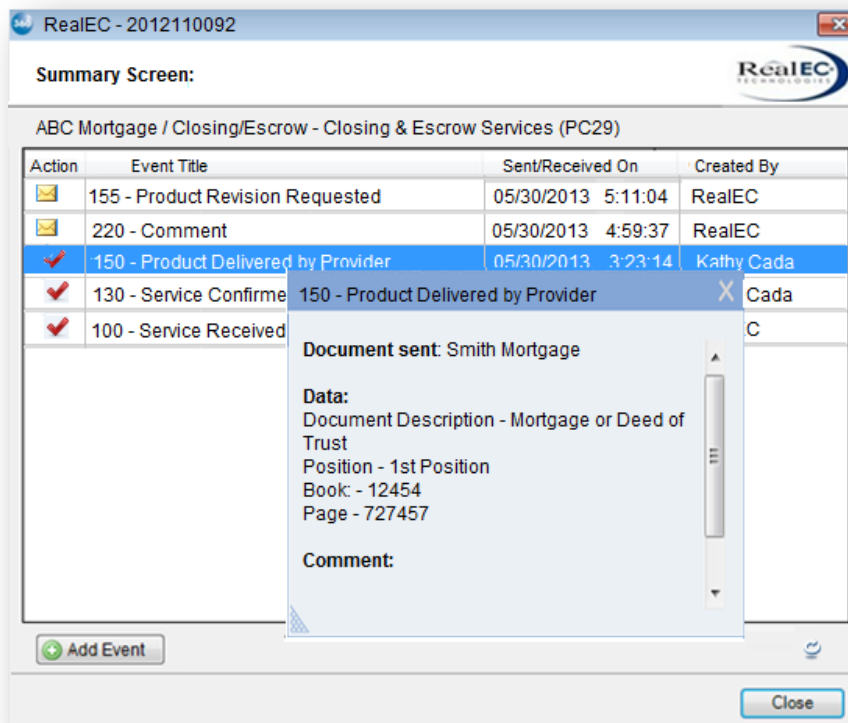 360 RealEC - 2012110092
Summary Screen:
RealEC
TECHNOLOGIES
ABC Mortgage / Closing/Escrow - Closing & Escrow Services (PC29)
Action Event Title Sent/Received On Created By
155 - Product Revision Requested 05/30/2013 5:11:04 RealEC
220 - Comment 05/30/2013 4:59:37 RealEC
150 - Product Delivered by Provider 05/30/2013 3:23:14 Kathy Cada
130 - Service Confirme Cada
100 - Service Received C
150 - Product Delivered by Provider X
Document sent: Smith Mortgage
Data:
Document Description - Mortgage or Deed of
Trust
Position - 1st Position
Book: - 12454
Page - 727457
Comment:
Add Event
Close